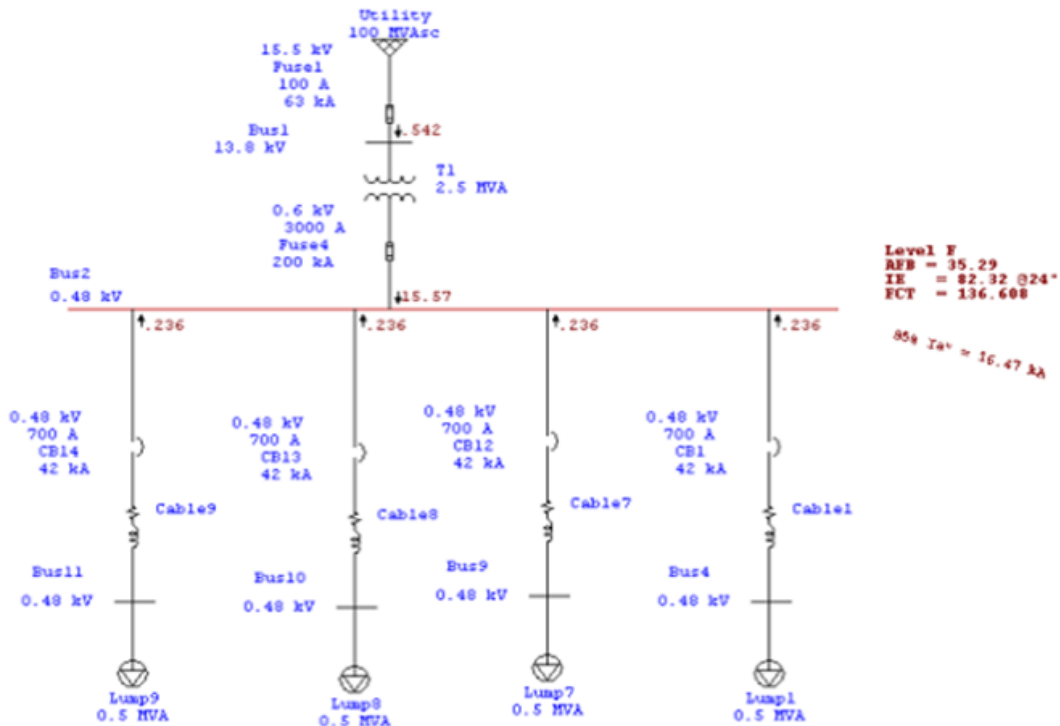 Utility
100 MVAsc
15.5 kV
Fuse1
100 A
63 kA
.542
Bus1
13.8 kV
T1
2.5 MVA
0.6 kV
3000 A
Fuse4
200 kA
Bus2
0.48 kV
15.57
Level F
AFB = 35.29
IE = 82.32 @24"
FCT = 136.608
85% Ia" = 16.47 kA
.236
.236
.236
.236
0.48 kV
700 A
CB14
42 kA
0.48 kV
700 A
CB13
42 kA
0.48 kV
700 A
CB12
42 kA
0.48 kV
700 A
CB1
42 kA
Cable9
Cable8
Cable7
Cable1
Bus11
0.48 kV
Bus10
0.48 kV
Bus9
0.48 kV
Bus4
0.48 kV
Lump9
0.5 MVA
Lump8
0.5 MVA
Lump7
0.5 MVA
Lump1
0.5 MVA